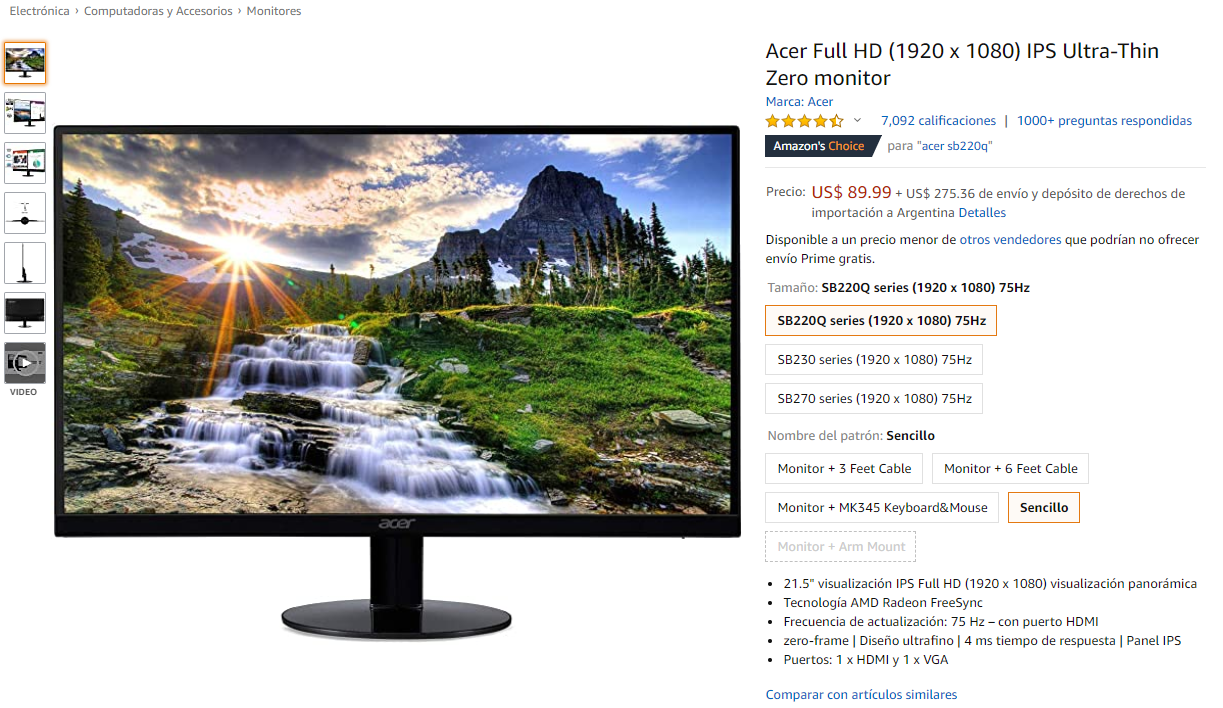 Electrónica › Computadoras y Accesorios › Monitores
Acer Full HD (1920 x 1080) IPS Ultra-Thin
Zero monitor
Marca: Acer
7,092 calificaciones | 1000+ preguntas respondidas
Amazon's Choice para "acer sb220q"
Precio: US$ 89.99 + US$ 275.36 de envío y depósito de derechos de
importación a Argentina Detalles
Disponible a un precio menor de otros vendedores que podrían no ofrecer
envío Prime gratis.
Tamaño: SB220Q series (1920 x 1080) 75Hz
SB220Q series (1920 x 1080) 75Hz
SB230 series (1920 x 1080) 75Hz
SB270 series (1920 x 1080) 75Hz
Nombre del patrón: Sencillo
Monitor + 3 Feet Cable Monitor + 6 Feet Cable
Monitor + MK345 Keyboard&Mouse Sencillo
Monitor + Arm Mount
• 21.5" visualización IPS Full HD (1920 x 1080) visualización panorámica
• Tecnología AMD Radeon FreeSync
• Frecuencia de actualización: 75 Hz – con puerto HDMI
• zero-frame | Diseño ultrafino | 4 ms tiempo de respuesta | Panel IPS
• Puertos: 1 x HDMI y 1 x VGA
Comparar con artículos similares
VIDEO
acer